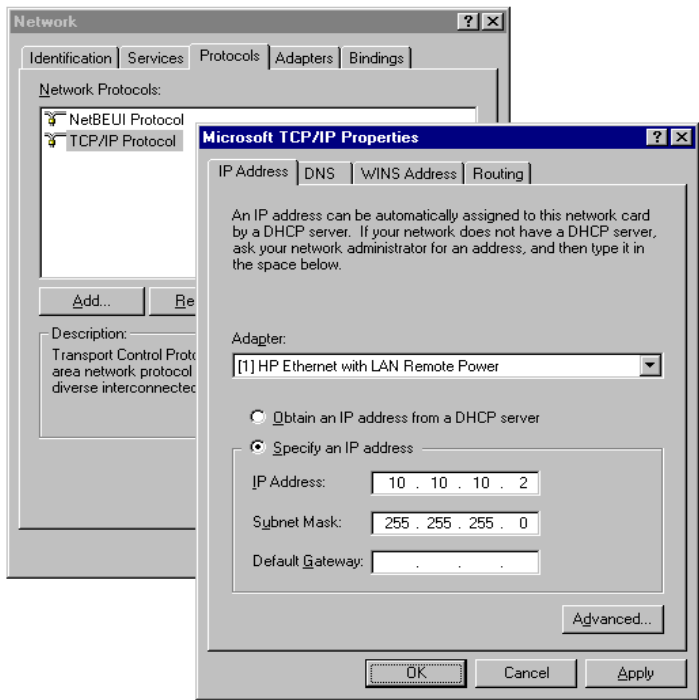 Network
Identification Services Protocols Adapters Bindings
Network Protocols:
NetBEUI Protocol
TCP/IP Protocol
Add... Re
Description:
Transport Control Proto
area network protocol
diverse interconnected
Microsoft TCP/IP Properties
IP Address DNS WINS Address Routing
An IP address can be automatically assigned to this network card
by a DHCP server. If your network does not have a DHCP server,
ask your network administrator for an address, and then type it in
the space below.
Adapter:
[1] HP Ethernet with LAN Remote Power
Obtain an IP address from a DHCP server
Specify an IP address
IP Address: 10 . 10 . 10 . 2
Subnet Mask: 255 . 255 . 255 . 0
Default Gateway: . . .
Advanced...
OK Cancel Apply